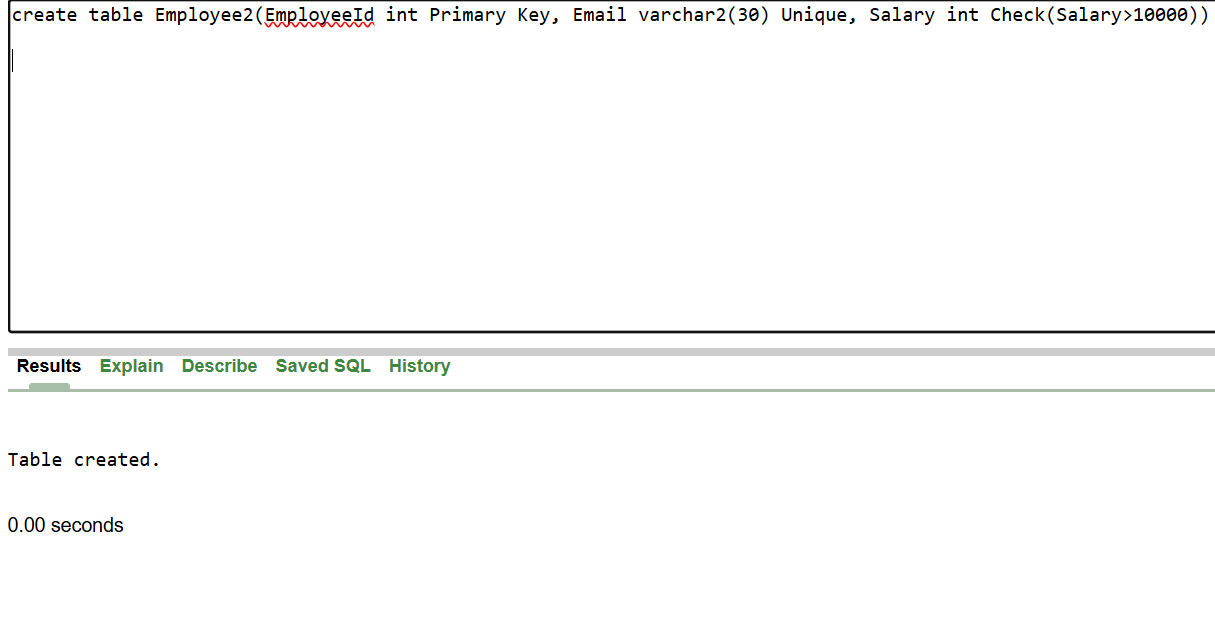 create table Employee2(EmployeeId int Primary Key, Email varchar2(30) Unique, Salary int Check(Salary>10000))
Results Explain Describe Saved SQL History
Table created.
0.00 seconds